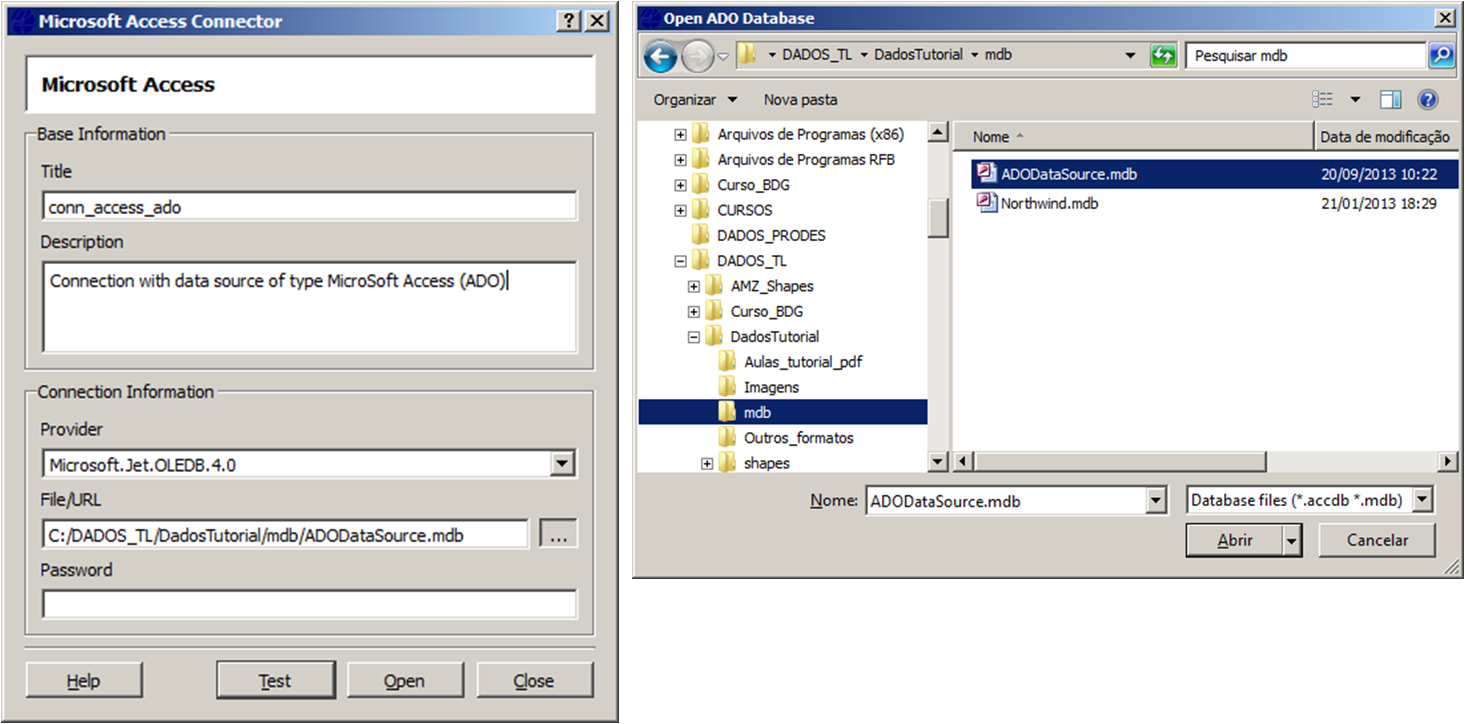 Microsoft Access Connector
?
Microsoft Access
Base Information
Title
conn_access_ado
Description
Connection with data source of type MicroSoft Access (ADO)
Connection Information
Provider
Microsoft.Jet.OLEDB.4.0
File/URL
C:/DADOS_TL/DadosTutorial/mdb/ADODataSource.mdb
...
Password
Help Test Open Close
Open ADO Database
DADOS_TL DadosTutorial mdb
Pesquisar mdb
Organizar Nova pasta
?
Arquivos de Programas (x86)
Arquivos de Programas RFB
Curso_BDG
CURSOS
DADOS_PRODES
DADOS_TL
AMZ_Shapes
Curso_BDG
DadosTutorial
Aulas_tutorial_pdf
Imagens
mdb
Outros_formatos
shapes
Nome Data de modificação
ADODataSource.mdb 20/09/2013 10:22
Northwind.mdb 21/01/2013 18:29
Nome: ADODataSource.mdb Database files (*.accdb *.mdb)
Abrir Cancelar